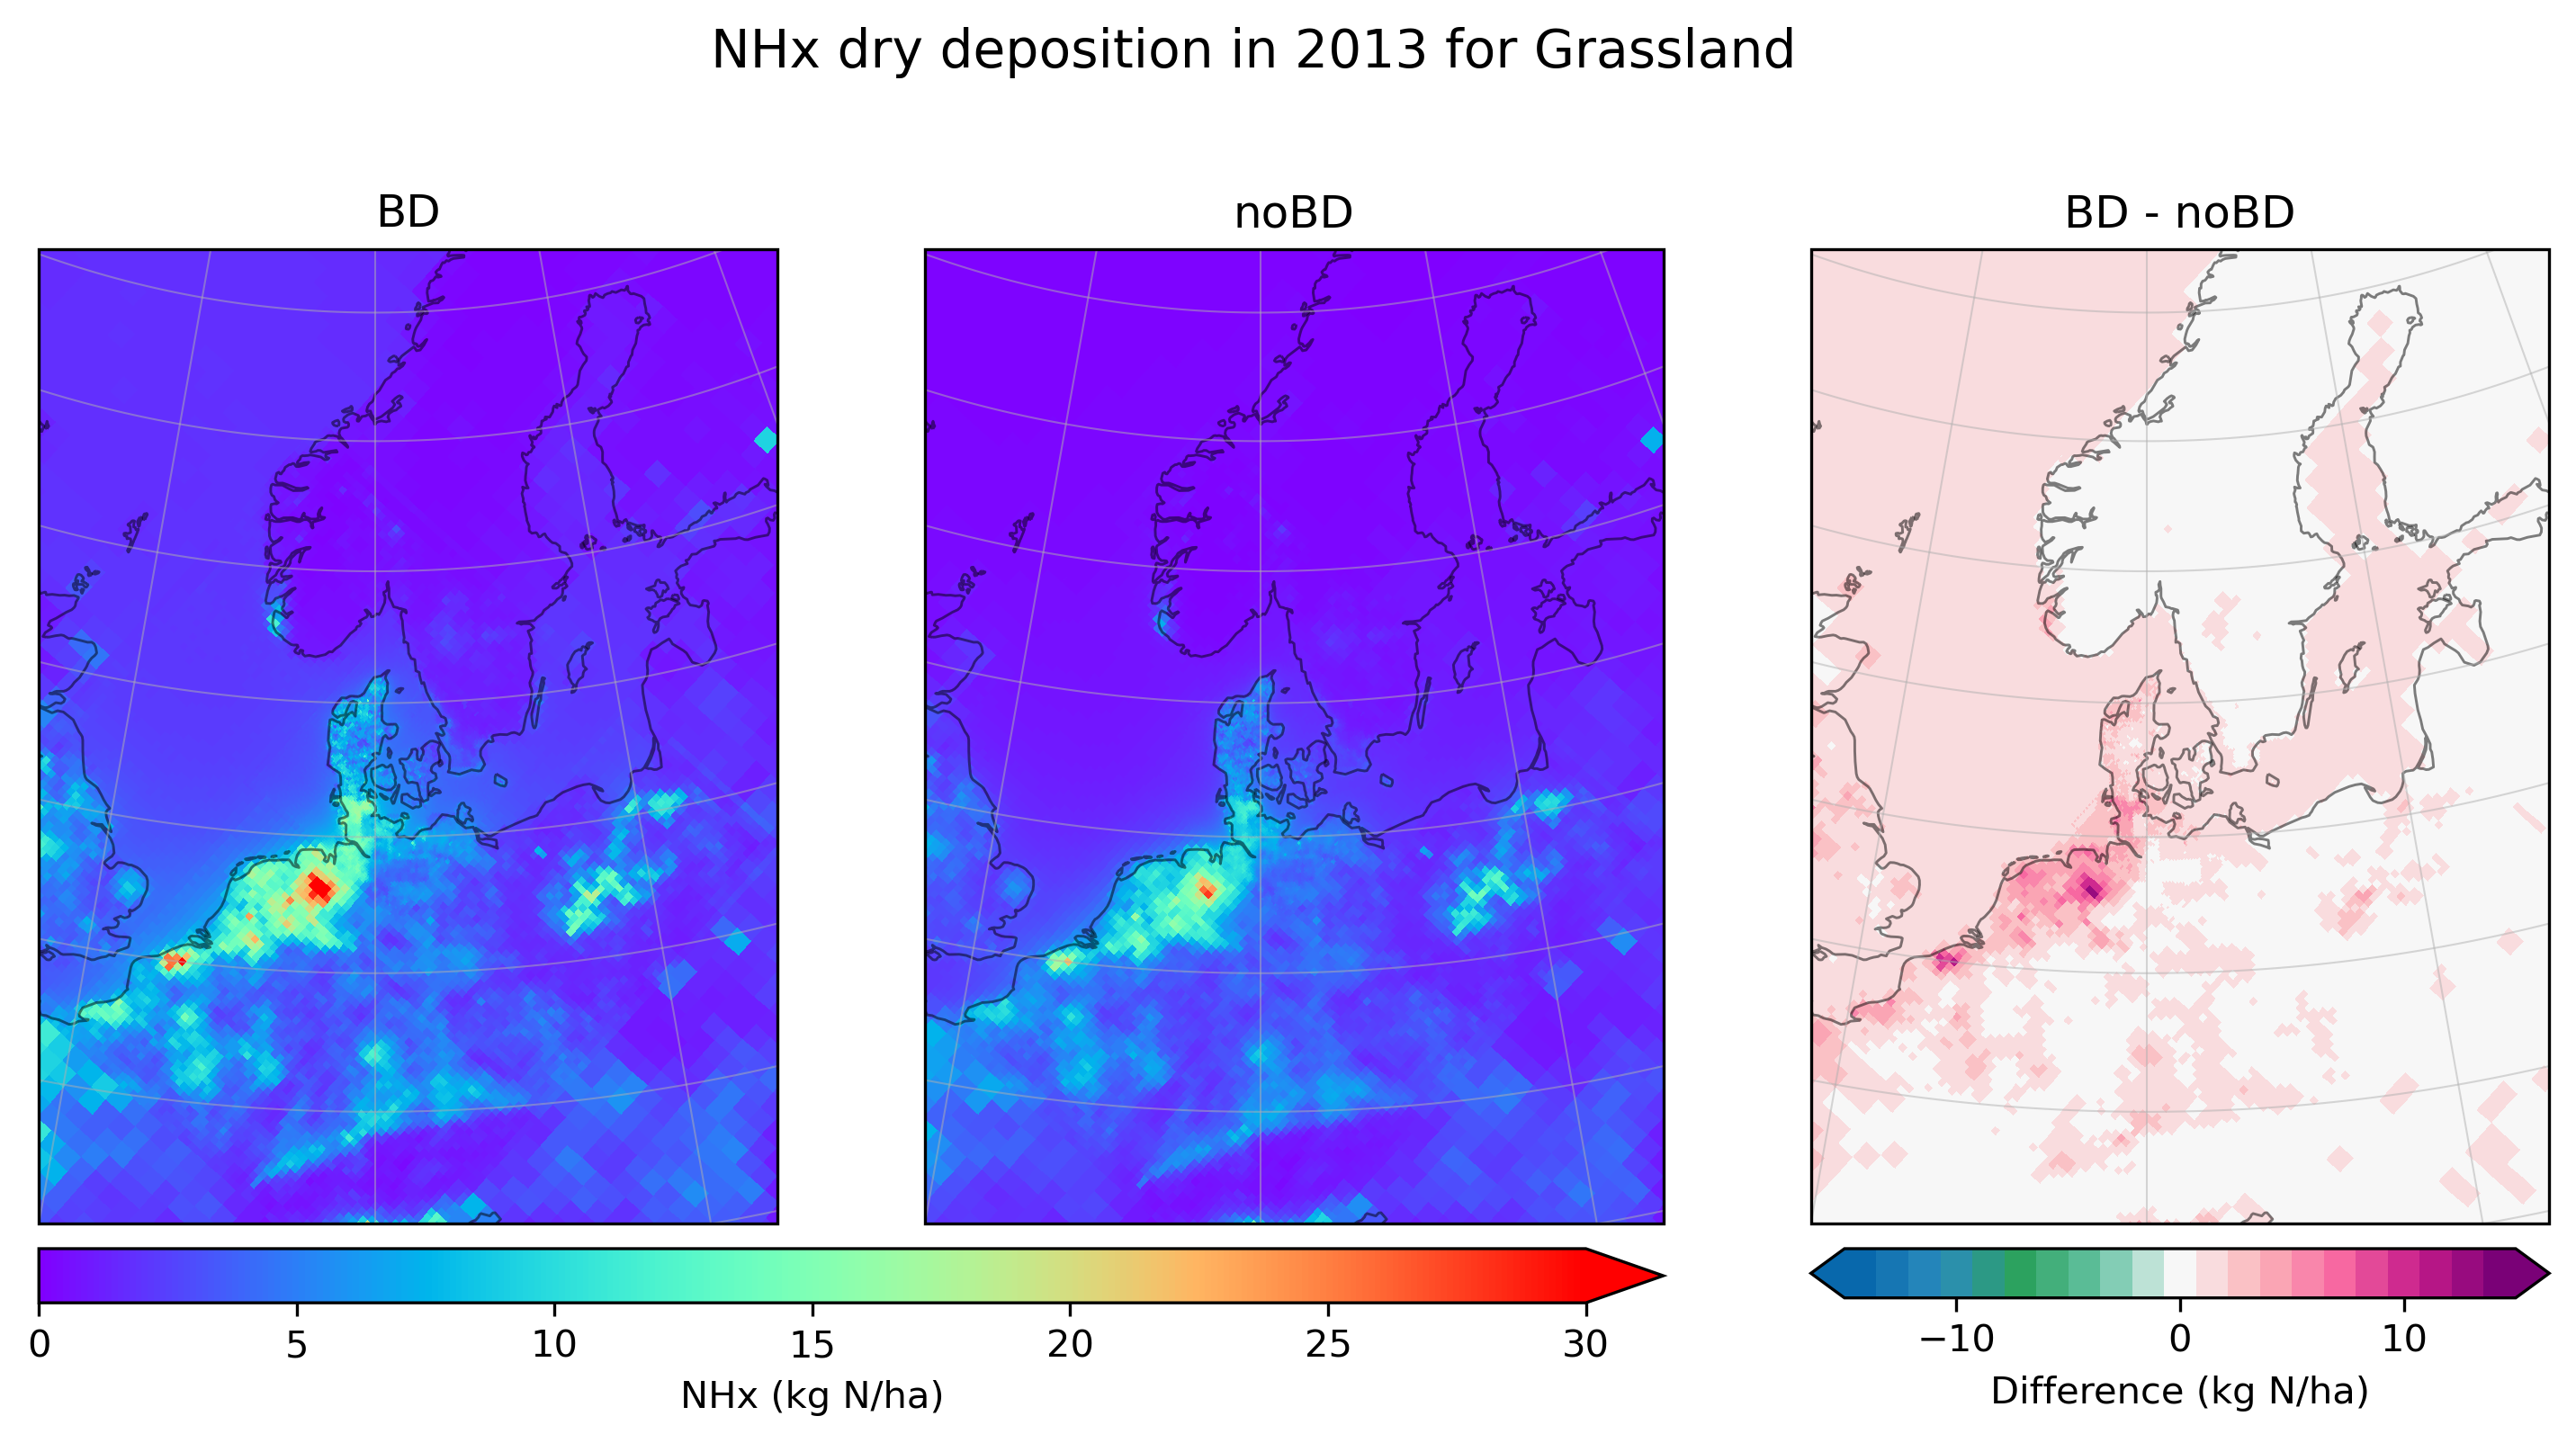 NHx dry deposition in 2013 for Grassland
BD
noBD
BD - noBD
0 5 10 15 20 25 30
NHx (kg N/ha)
−10 0 10
Difference (kg N/ha)